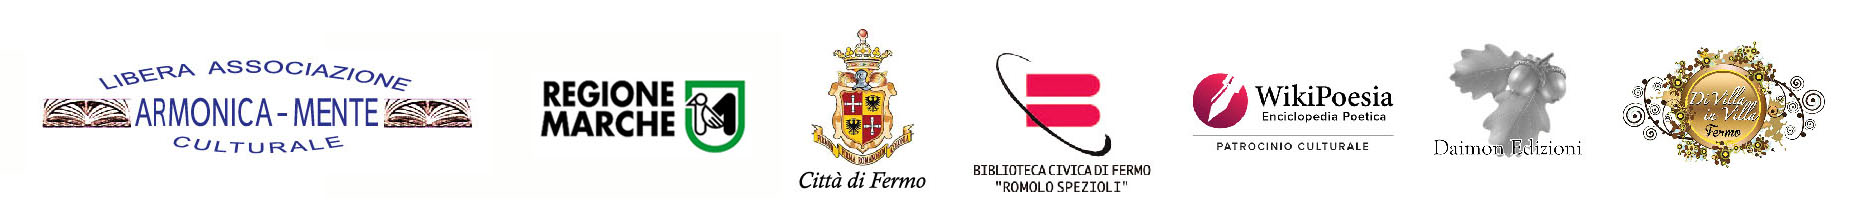 LIBERA ASSOCIAZIONE
ARMONICA-MENTE
CULTURALE
REGIONE
MARCHE
Città di Fermo
BIBLIOTECA CIVICA DI FERMO
"ROMOLO SPEZIOLI"
WikiPoesia
Enciclopedia Poetica
PATROCINIO CULTURALE
Daimon Edizioni
Di Villa
in Villa
Fermo